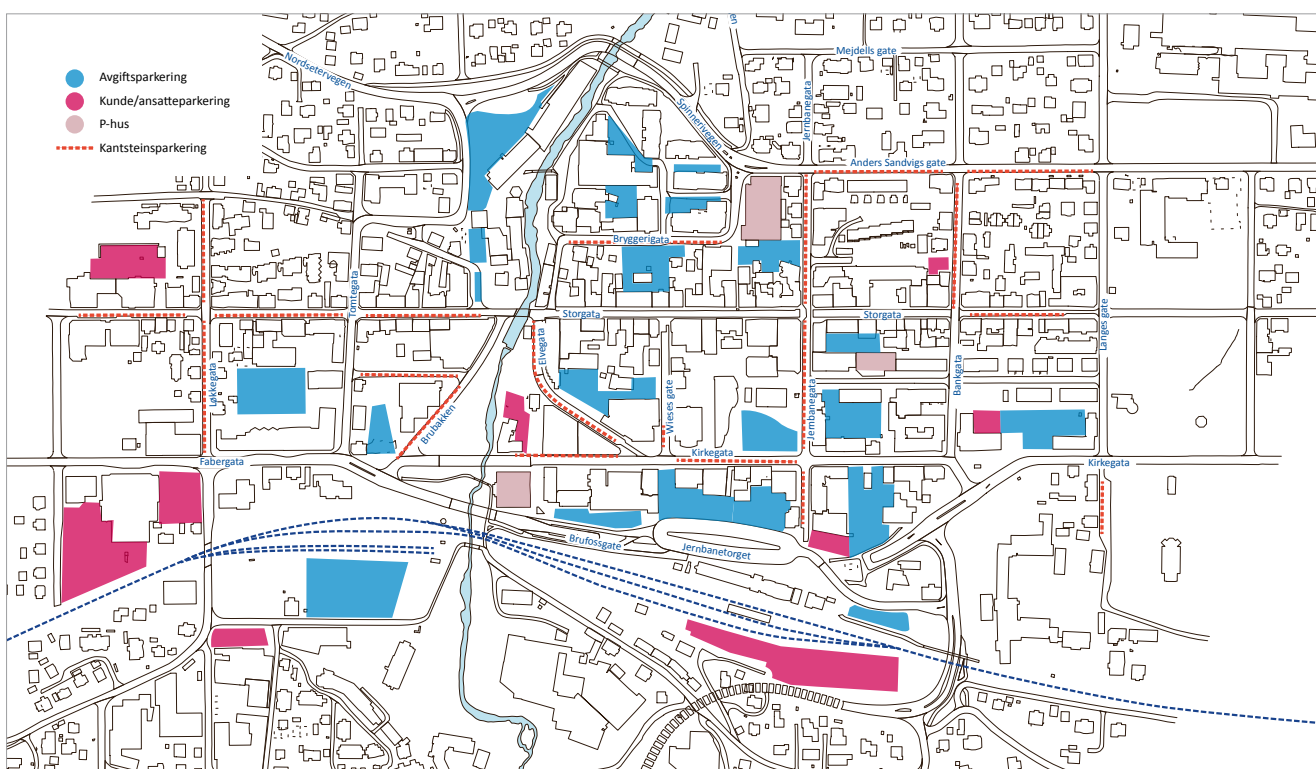 Avgiftsparkering
Kunde/ansatteparkering
P-hus
Kantsteinsparkering
Nordsetervegen
Mejdells gate
Spinnerivegen
Jernbanegata
Anders Sandvigs gate
Bryggerigata
Tomtegata
Storgata
Storgata
Langes gate
Elvegata
Løkkegata
Wieses gate
Jernbanegata
Bankgata
Brubakken
Fabergata
Kirkegata
Kirkegata
Brufossgate
Jernbanetorget